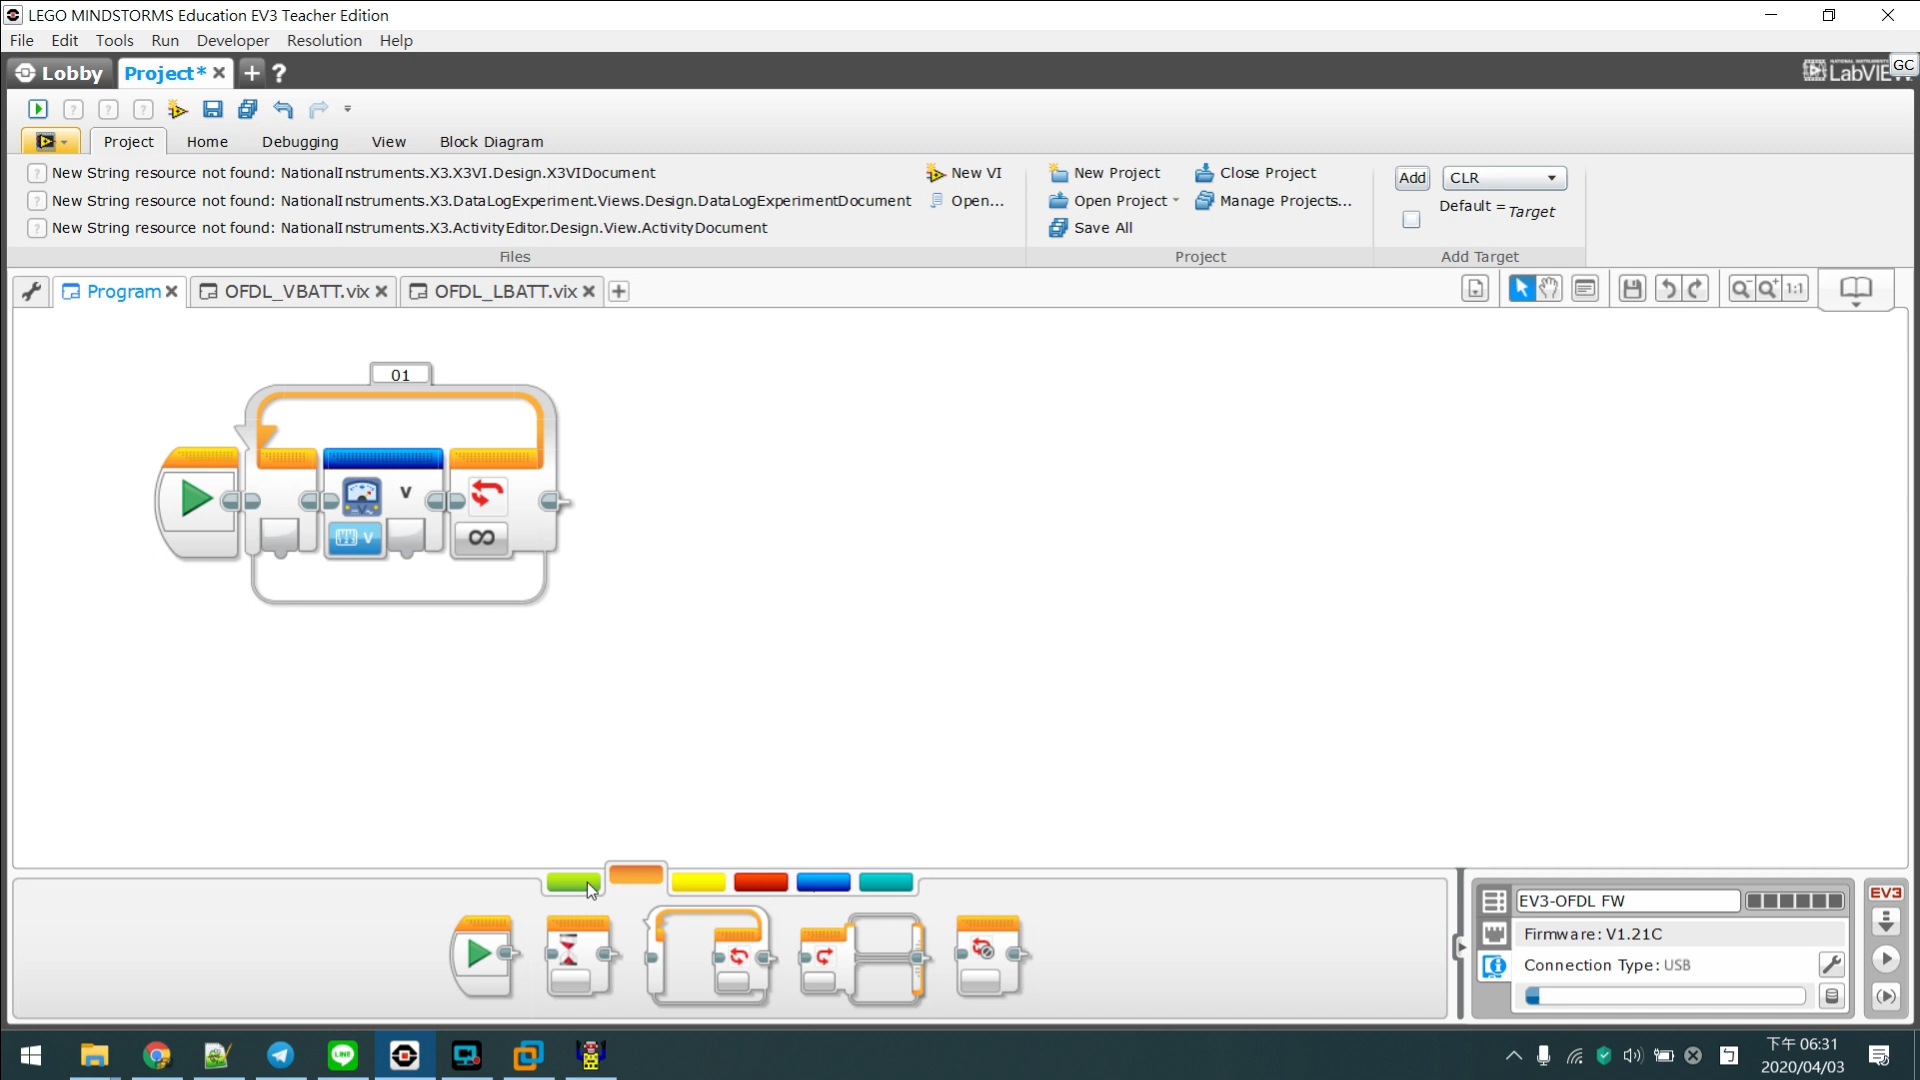 LEGO MINDSTORMS Education EV3 Teacher Edition
File Edit Tools Run Developer Resolution Help
Lobby Project* + ?
LabVIE GC
Project Home Debugging View Block Diagram
New String resource not found: NationalInstruments.X3.X3VI.Design.X3VIDocument
New VI
New Project
Close Project
Add CLR
New String resource not found: NationalInstruments.X3.DataLogExperiment.Views.Design.DataLogExperimentDocument
Open...
Open Project
Manage Projects...
Default = Target
New String resource not found: NationalInstruments.X3.ActivityEditor.Design.View.ActivityDocument
Save All
Files Project Add Target
Program OFDL_VBATT.vix OFDL_LBATT.vix
1:1
01
V
V
∞
EV3-OFDL FW
EV3
Firmware: V1.21C
Connection Type: USB
LINE
下午 06:31
2020/04/03